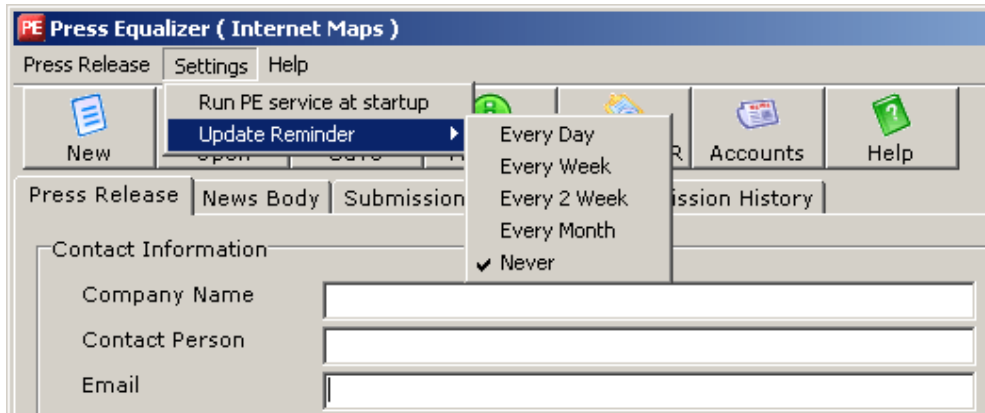 PE Press Equalizer ( Internet Maps )
Press Release Settings Help
Run PE service at startup
Update Reminder
Every Day
Every Week
Every 2 Week
Every Month
Never
New Accounts Help
Press Release News Body Submission
Contact Information
Company Name
Contact Person
Email